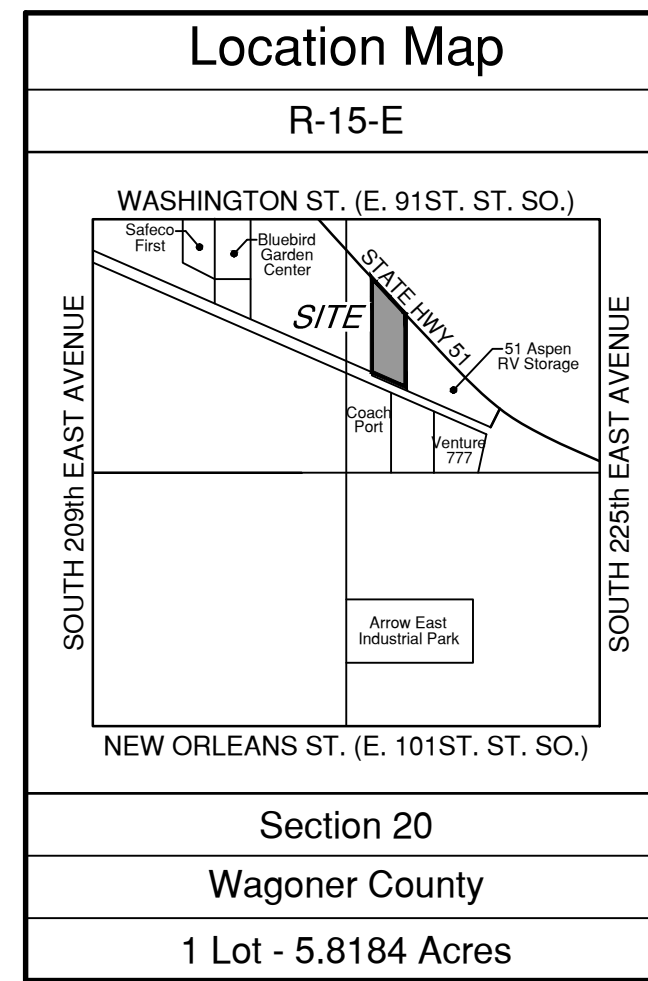 Location Map
R-15-E
WASHINGTON ST. (E. 91ST. ST. SO.)
Safeco
First
Bluebird
Garden
Center
STATE HWY 51
SITE
51 Aspen
RV Storage
SOUTH 209th EAST AVENUE
SOUTH 225th EAST AVENUE
Coach
Port
Venture
777
Arrow East
Industrial Park
NEW ORLEANS ST. (E. 101ST. ST. SO.)
Section 20
Wagoner County
1 Lot - 5.8184 Acres